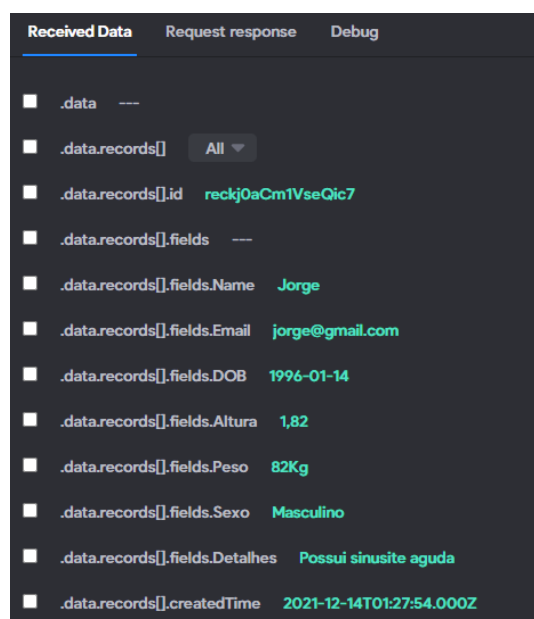 Received Data Request response Debug
.data ---
.data.records[] All
.data.records[].id reckj0aCm1VseQic7
.data.records[].fields ---
.data.records[].fields.Name Jorge
.data.records[].fields.Email jorge@gmail.com
.data.records[].fields.DOB 1996-01-14
.data.records[].fields.Altura 1,82
.data.records[].fields.Peso 82Kg
.data.records[].fields.Sexo Masculino
.data.records[].fields.Detalhes Possui sinusite aguda
.data.records[].createdTime 2021-12-14T01:27:54.000Z